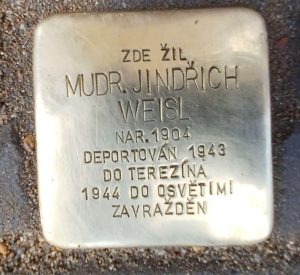 ZDE ŽIL
MUDR. JINDŘICH
WEISL
NAR. 1904
DEPORTOVÁN 1943
DO TEREZÍNA
1944 DO OSVĚTIMI
ZAVRAŽDĚN